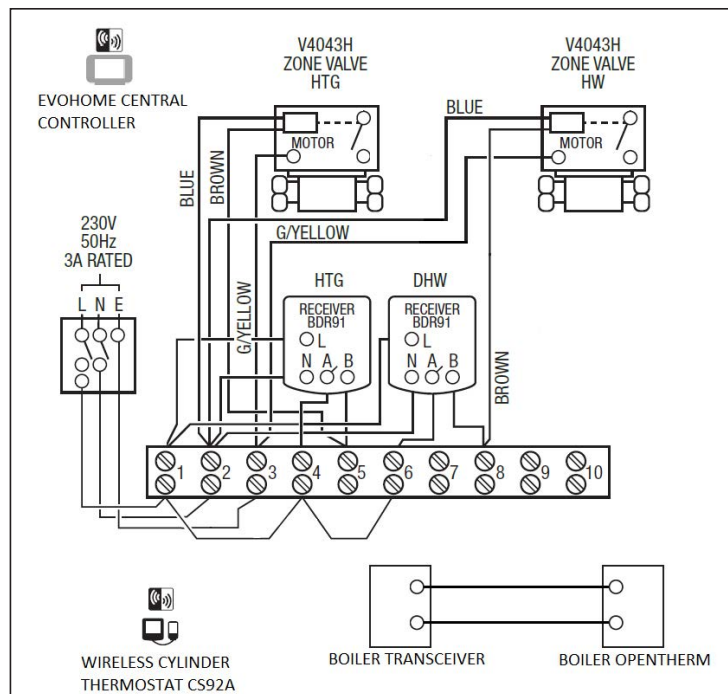 EVOHOME CENTRAL
CONTROLLER
V4043H
ZONE VALVE
HTG
V4043H
ZONE VALVE
HW
MOTOR
MOTOR
BLUE
BLUE
BROWN
G/YELLOW
G/YELLOW
BROWN
230V
50Hz
3A RATED
L N E
HTG
DHW
RECEIVER
BDR91
L
N A B
RECEIVER
BDR91
L
N A B
1 2 3 4 5 6 7 8 9 10
WIRELESS CYLINDER
THERMOSTAT CS92A
BOILER TRANSCEIVER
BOILER OPENTHERM